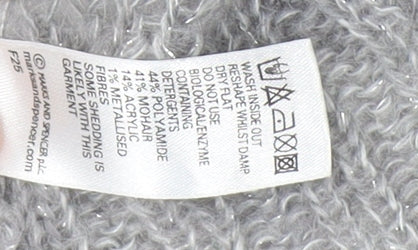 WASH INSIDE OUT
RESHAPE WHILST DAMP
DRY FLAT
DO NOT USE
BIOLOGICAL/ENZYME
CONTAINING
DETERGENTS
44% POLYAMIDE
41% MOHAIR
14% ACRYLIC
1% METALLISED
FIBRES
SOME SHEDDING IS
LIKELY WITH THIS
GARMENT
© MARKS AND SPENCER p.l.c.
marksandspencer.com
F25